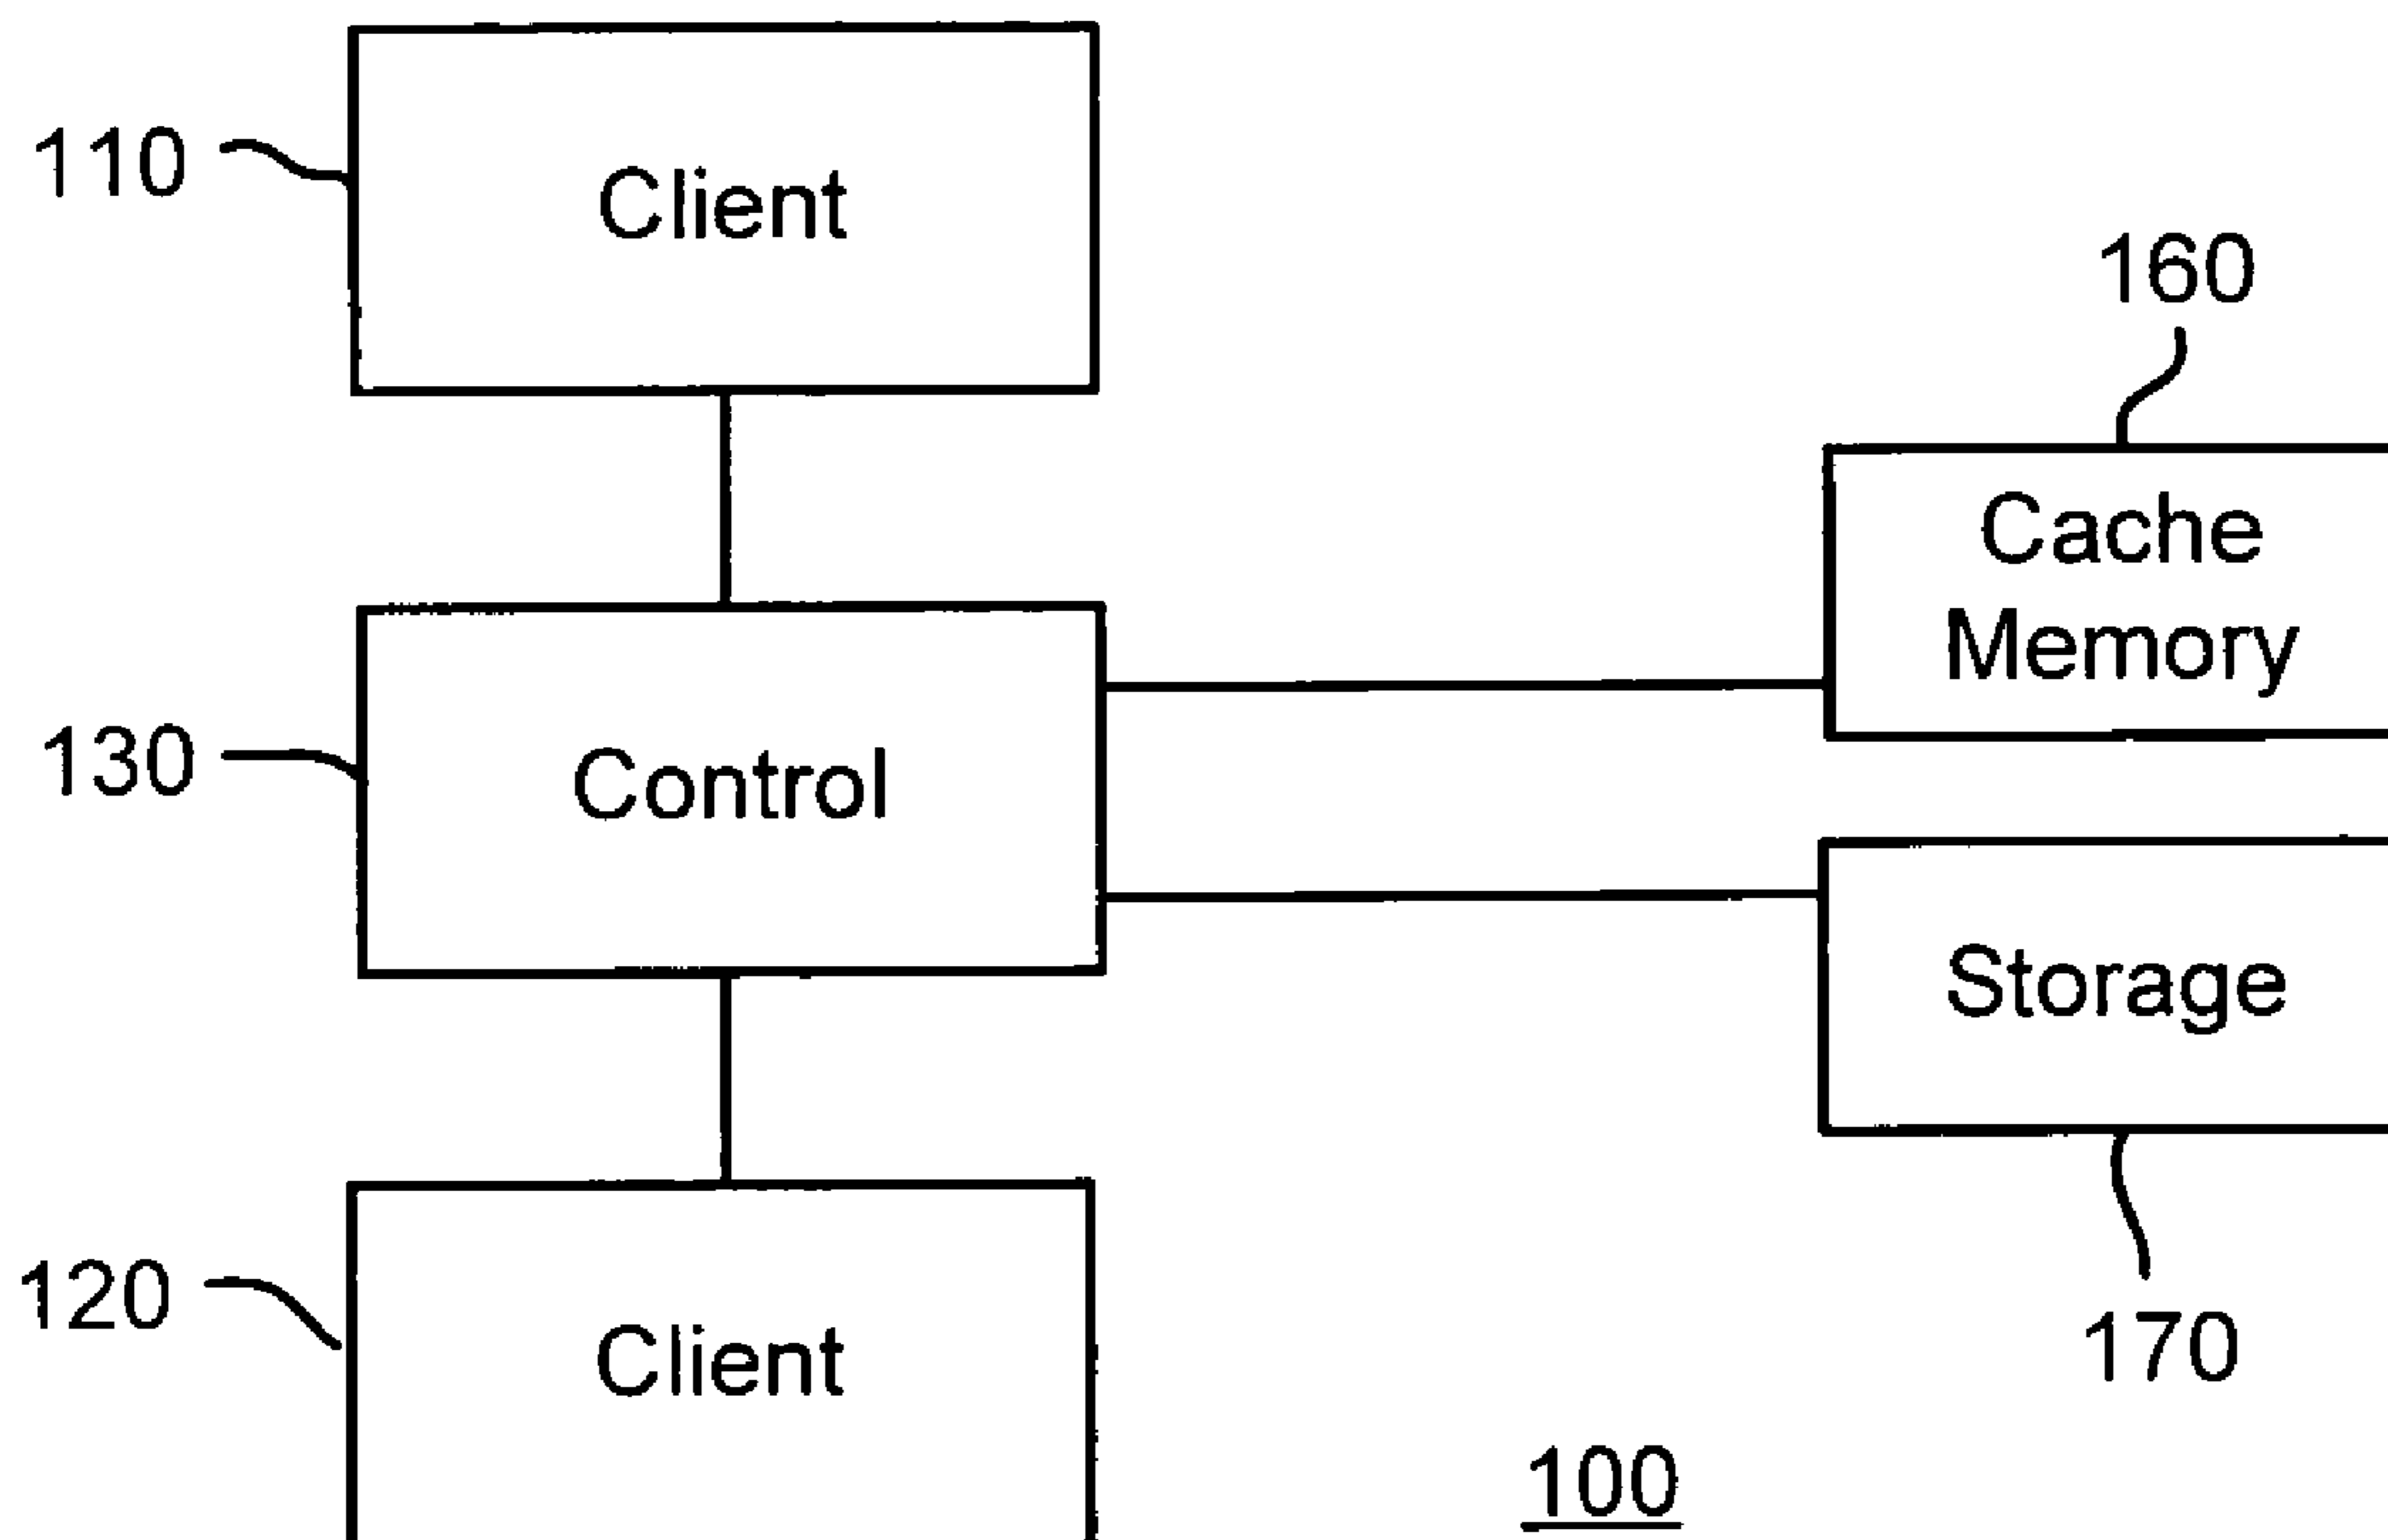 110
Client
160
Cache
Memory
130
Control
Storage
120
Client
170
100